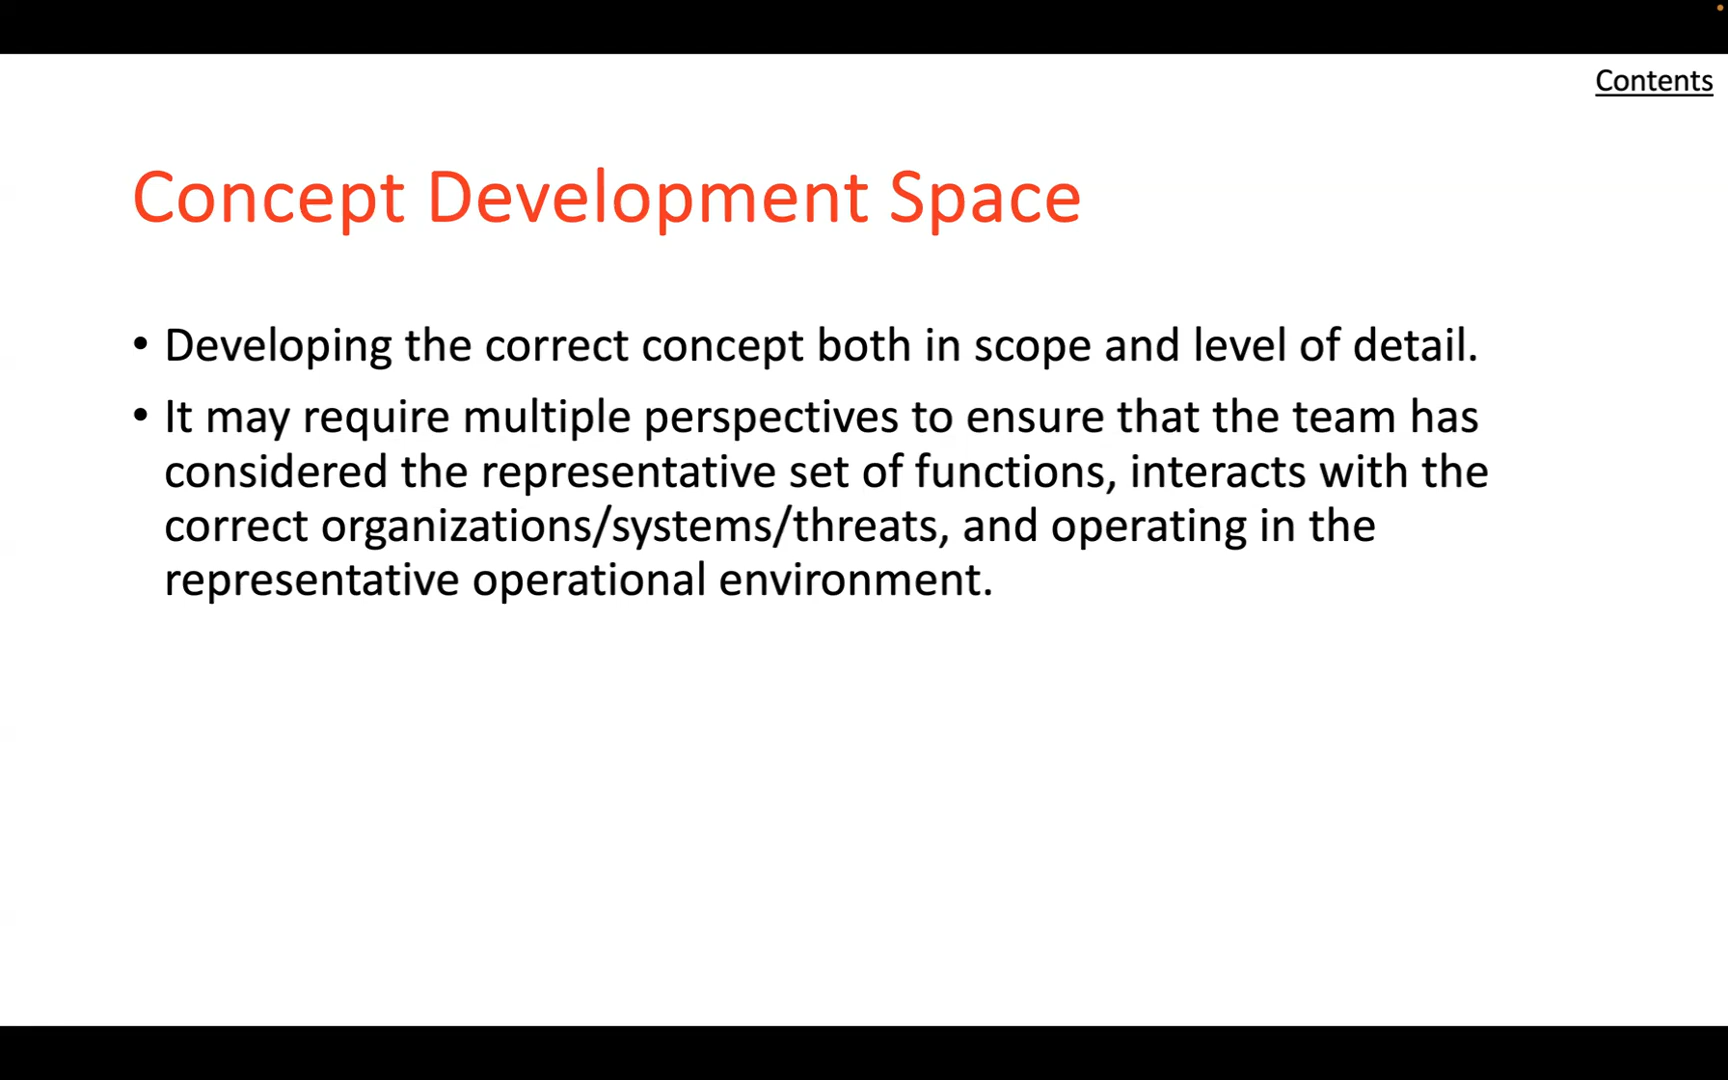 Contents
Concept Development Space
• Developing the correct concept both in scope and level of detail.
• It may require multiple perspectives to ensure that the team has
considered the representative set of functions, interacts with the
correct organizations/systems/threats, and operating in the
representative operational environment.